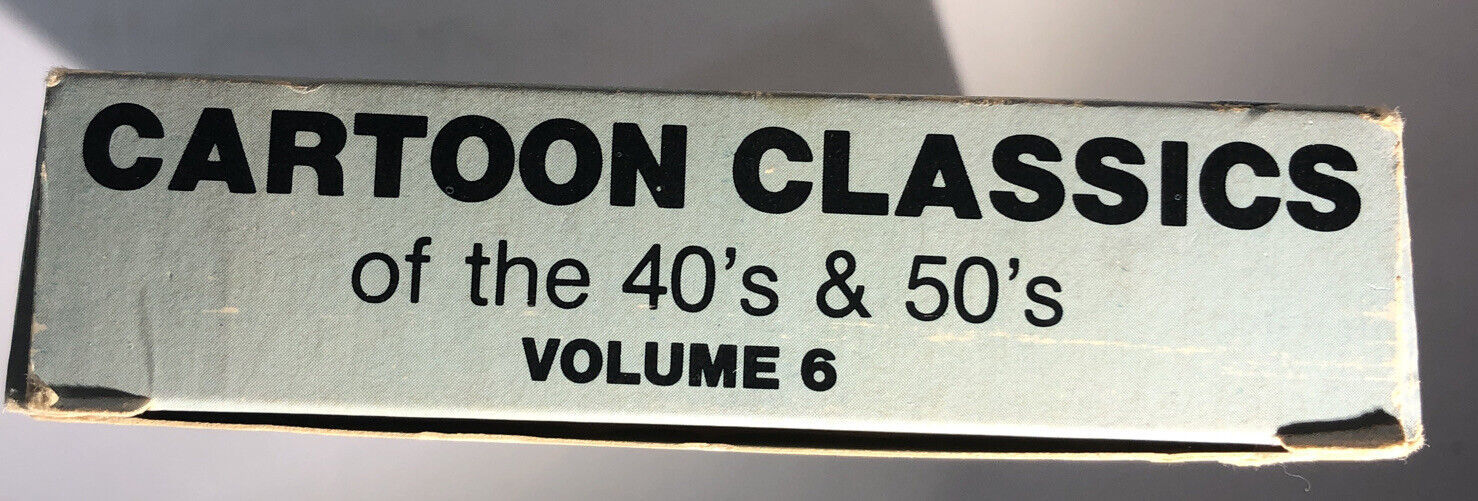 CARTOON CLASSICS
of the 40's & 50's
VOLUME 6